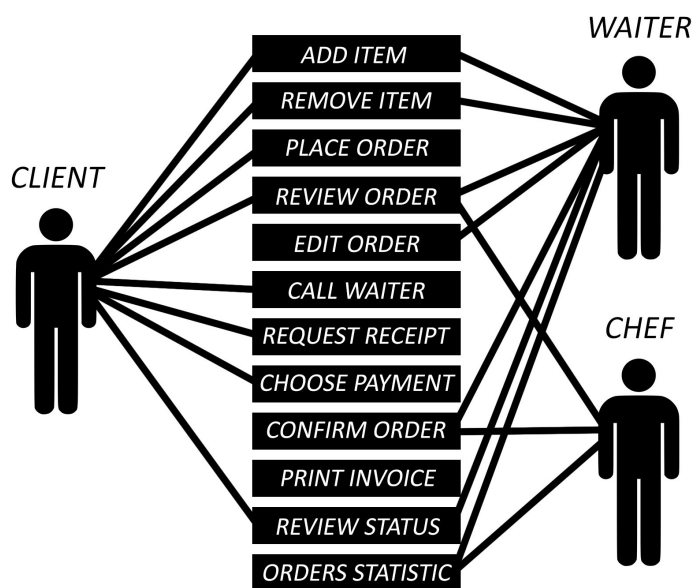 WAITER
ADD ITEM
REMOVE ITEM
PLACE ORDER
CLIENT
REVIEW ORDER
EDIT ORDER
CALL WAITER
REQUEST RECEIPT
CHEF
CHOOSE PAYMENT
CONFIRM ORDER
PRINT INVOICE
REVIEW STATUS
ORDERS STATISTIC